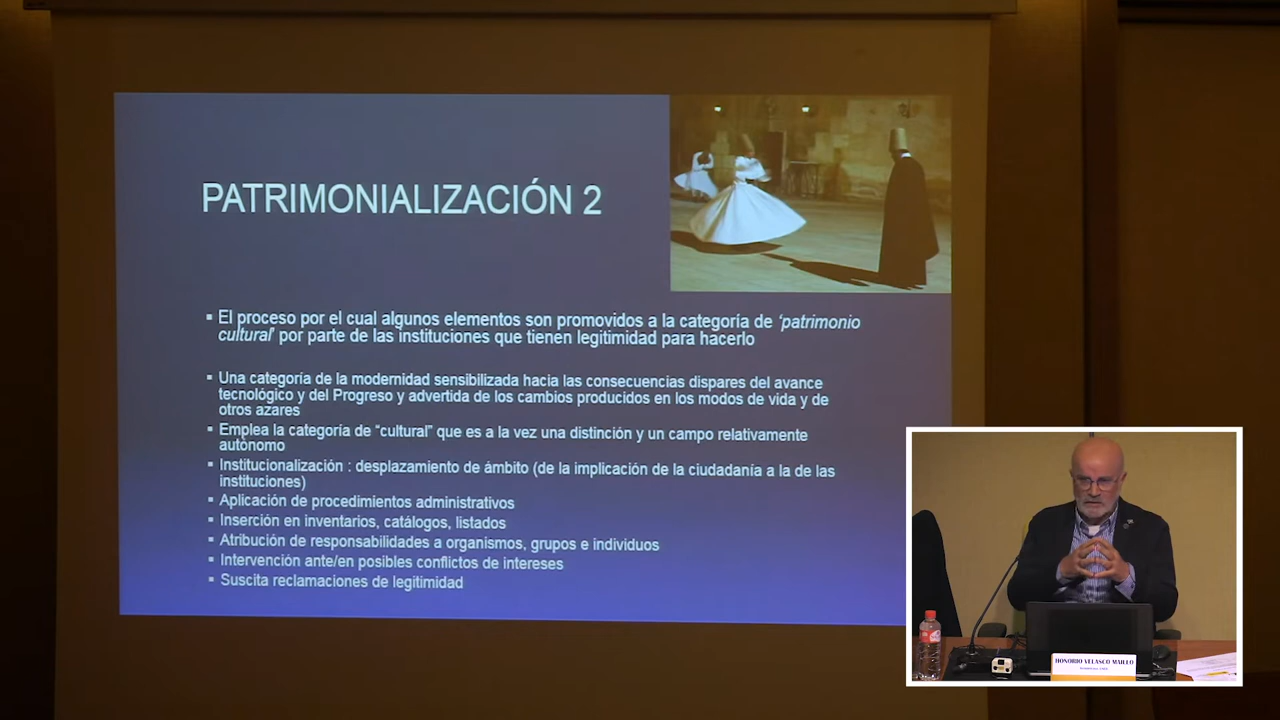 PATRIMONIALIZACIÓN 2
▪ El proceso por el cual algunos elementos son promovidos a la categoría de ‘patrimonio
cultural’ por parte de las instituciones que tienen legitimidad para hacerlo
▪ Una categoría de la modernidad sensibilizada hacia las consecuencias dispares del avance
tecnológico y del Progreso y advertida de los cambios producidos en los modos de vida y de
otros azares
▪ Emplea la categoría de “cultural” que es a la vez una distinción y un campo relativamente
autónomo
▪ Institucionalización : desplazamiento de ámbito (de la implicación de la ciudadanía a la de las
instituciones)
▪ Aplicación de procedimientos administrativos
▪ Inserción en inventarios, catálogos, listados
▪ Atribución de responsabilidades a organismos, grupos e individuos
▪ Intervención ante/en posibles conflictos de intereses
▪ Suscita reclamaciones de legitimidad
HONORIO VELASCO MAILLO